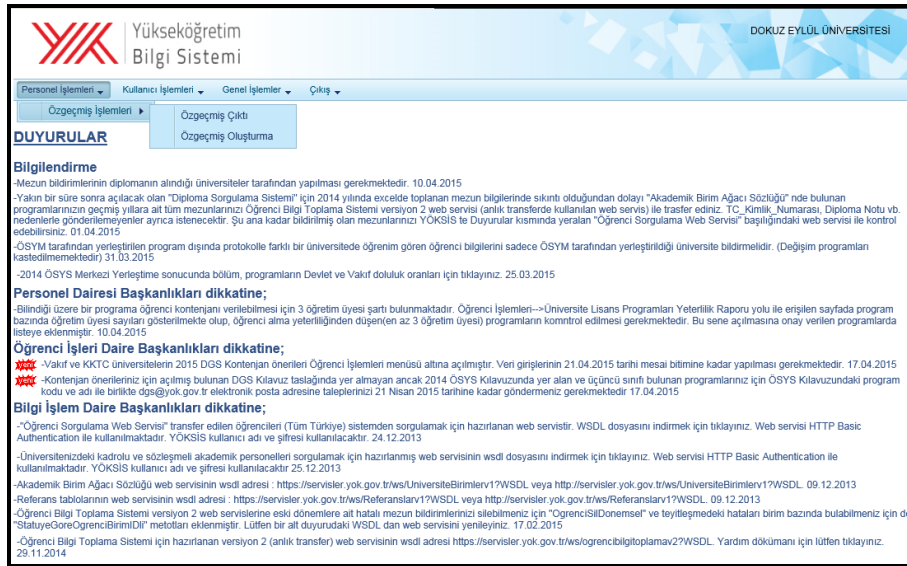 Yükseköğretim
Bilgi Sistemi
DOKUZ EYLÜL ÜNİVERSİTESİ
Personel İşlemleri Kullanıcı İşlemleri Genel İşlemler Çıkış
Özgeçmiş İşlemleri
Özgeçmiş Çıktı
Özgeçmiş Oluşturma
DUYURULAR
Bilgilendirme
-Mezun bildirimlerinin diplomanın alındığı üniversiteler tarafından yapılması gerekmektedir. 10.04.2015
-Yakın bir süre sonra açılacak olan "Diploma Sorgulama Sistemi" için 2014 yılında excelde toplanan mezun bilgilerinde sıkıntı olduğundan dolayı "Akademik Birim Ağacı Sözlüğü" nde bulunan
programlarınızın geçmiş yıllara ait tüm mezunlarınızı Öğrenci Bilgi Toplama Sistemi versiyon 2 web servisi (anlık transferde kullanılan web servis) ile trasfer ediniz. TC_Kimlik_Numarası, Diploma Notu vb.
nedenlerle gönderilemeyenler ayrıca istenecektir. Şu ana kadar bildirilmiş olan mezunlarınızı YÖKSİS te Duyurular kısmında yeralan "Öğrenci Sorgulama Web Servisi" başılığındaki web servisi ile kontrol
edebilirsiniz. 01.04.2015
-ÖSYM tarafından yerleştirilen program dışında protokolle farklı bir üniversitede öğrenim gören öğrenci bilgilerini sadece ÖSYM tarafından yerleştirildiği üniversite bildirmelidir. (Değişim programları
kastedilmemektedir) 31.03.2015
-2014 ÖSYS Merkezi Yerleştime sonucunda bölüm, programların Devlet ve Vakıf doluluk oranları için tıklayınız. 25.03.2015
Personel Dairesi Başkanlıkları dikkatine;
-Bilindiği üzere bir programa öğrenci kontenjanı verilebilmesi için 3 öğretim üyesi şartı bulunmaktadır. Öğrenci İşlemleri-->Üniversite Lisans Programları Yeterlilik Raporu yolu ile erişilen sayfada program
bazında öğretim üyesi sayıları gösterilmekte olup, öğrenci alma yeterliliğinden düşen(en az 3 öğretim üyesi) programların komntrol edilmesi gerekmektedir. Bu sene açılmasına onay verilen programlarda
listeye eklenmiştir. 10.04.2015
Öğrenci İşleri Daire Başkanlıkları dikkatine;
-Vakıf ve KKTC üniversitelerin 2015 DGS Kontenjan önerileri Öğrenci İşlemleri menüsü altına açılmıştır. Veri girişlerinin 21.04.2015 tarihi mesai bitimine kadar yapılması gerekmektedir. 17.04.2015
-Kontenjan önerileriniz için açılmış bulunan DGS Kılavuz taslağında yer almayan ancak 2014 ÖSYS Kılavuzunda yer alan ve üçüncü sınıfı bulunan programlarınız için ÖSYS Kılavuzundaki program
kodu ve adı ile birlikte dgs@yok.gov.tr elektronik posta adresine taleplerinizi 21 Nisan 2015 tarihine kadar göndermeniz gerekmektedir 17.04.2015
Bilgi İşlem Daire Başkanlıkları dikkatine;
-"Öğrenci Sorgulama Web Servisi" transfer edilen öğrencileri (Tüm Türkiye) sistemden sorgulamak için hazırlanan web servistir. WSDL dosyasını indirmek için tıklayınız. Web servisi HTTP Basic
Authentication ile kullanılmaktadır. YÖKSİS kullanıcı adı ve şifresi kullanılacaktır. 24.12.2013
-Üniversitenizdeki kadrolu ve sözleşmeli akademik personelleri sorgulamak için hazırlanmış web servisinin wsdl dosyasını indirmek için tıklayınız. Web servisi HTTP Basic Authentication ile
kullanılmaktadır. YÖKSİS kullanıcı adı ve şifresi kullanılacaktır 25.12.2013
-Akademik Birim Ağacı Sözlüğü web servisinin wsdl adresi : https://servisler.yok.gov.tr/ws/UniversiteBirimlerv1?WSDL veya http://servisler.yok.gov.tr/ws/UniversiteBirimlerv1?WSDL. 09.12.2013
-Referans tablolarının web servisinin wsdl adresi : https://servisler.yok.gov.tr/ws/Referanslarv1?WSDL veya http://servisler.yok.gov.tr/ws/Referanslarv1?WSDL. 09.12.2013
-Öğrenci Bilgi Toplama Sistemi versiyon 2 web servislerine eski dönemlere ait hatalı mezun bildirimlerinizi silebilmeniz için "OgrenciSilDonemsel" ve teyitleşmedeki hataları birim bazında bulabilmeniz için de
"StatuyeGoreOgrenciBirimIDli" metotları eklenmiştir. Lütfen bir alt duyurudaki WSDL dan web servisini yenileyiniz. 17.02.2015
-Öğrenci Bilgi Toplama Sistemi için hazırlanan versiyon 2 (anlık transfer) web servisinin wsdl adresi https://servisler.yok.gov.tr/ws/ogrencibilgitoplamav2?WSDL. Yardım dökümanı için lütfen tıklayınız.
29.11.2014